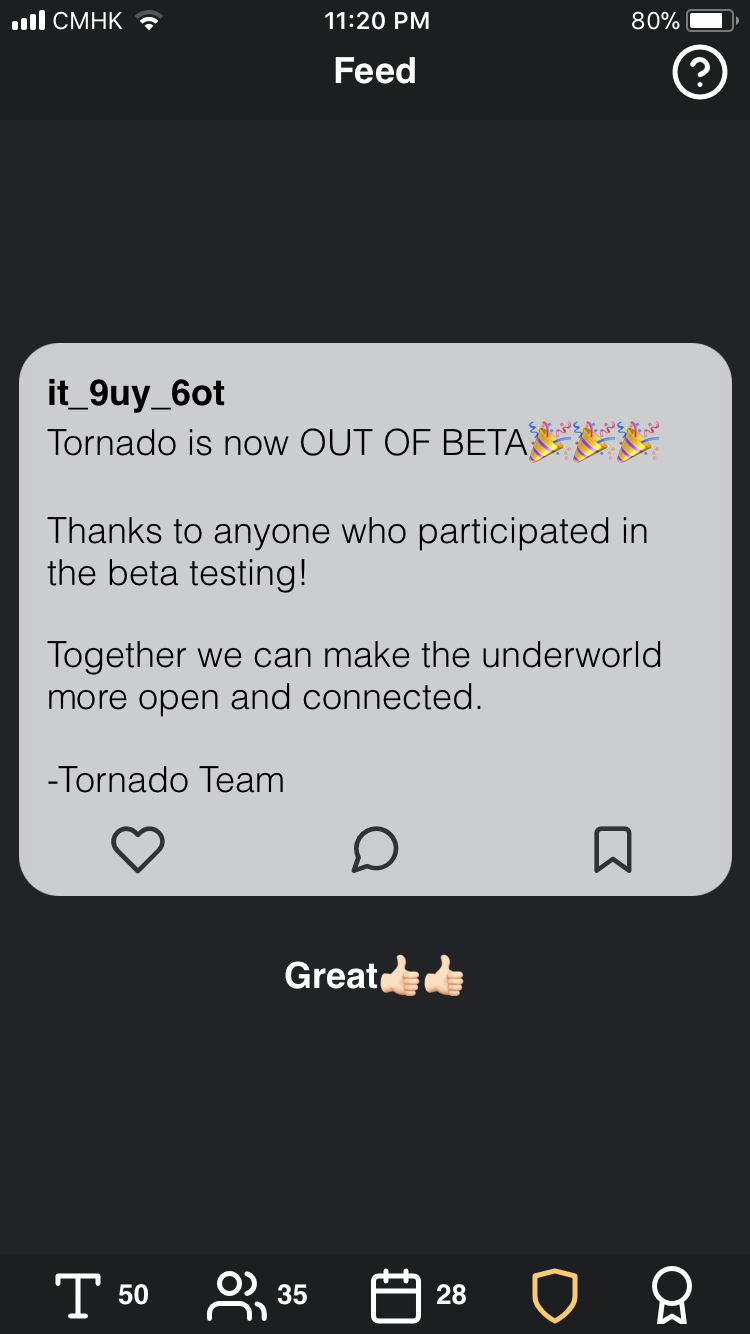 CMHK 11:20 PM 80%
Feed
it_9uy_6ot
Tornado is now OUT OF BETA🎉🎉🎉
Thanks to anyone who participated in
the beta testing!
Together we can make the underworld
more open and connected.
-Tornado Team
Great👍🏻👍🏻
50 35 28